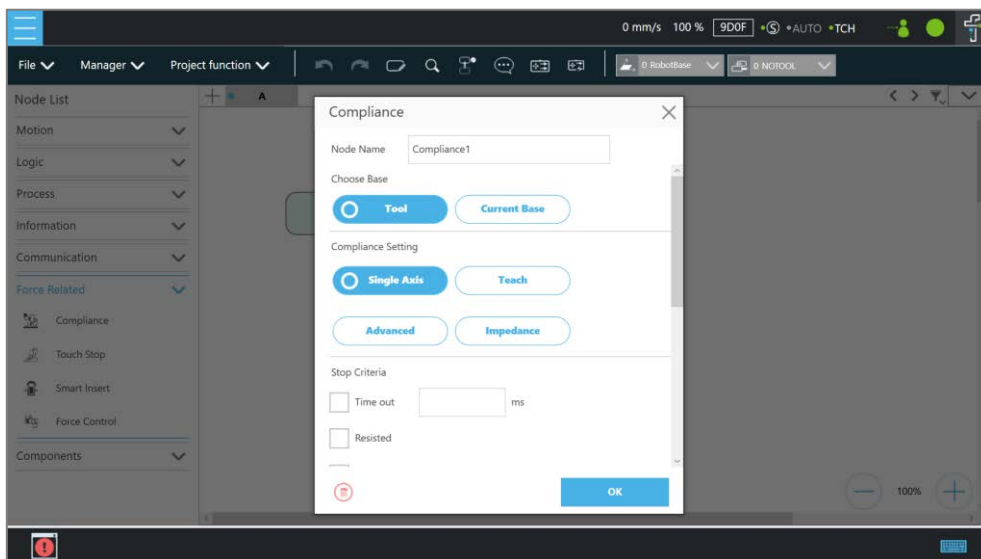 0 mm/s 100 % 9D0F S AUTO TCH
File Manager Project function 0 RobotBase 0 NOTOOL
Node List
A
Motion
Logic
Process
Information
Communication
Force Related
Compliance
Touch Stop
Smart Insert
Force Control
Components
Compliance
Node Name Compliance1
Choose Base
Tool Current Base
Compliance Setting
Single Axis Teach
Advanced Impedance
Stop Criteria
Time out ms
Resisted
OK
100%